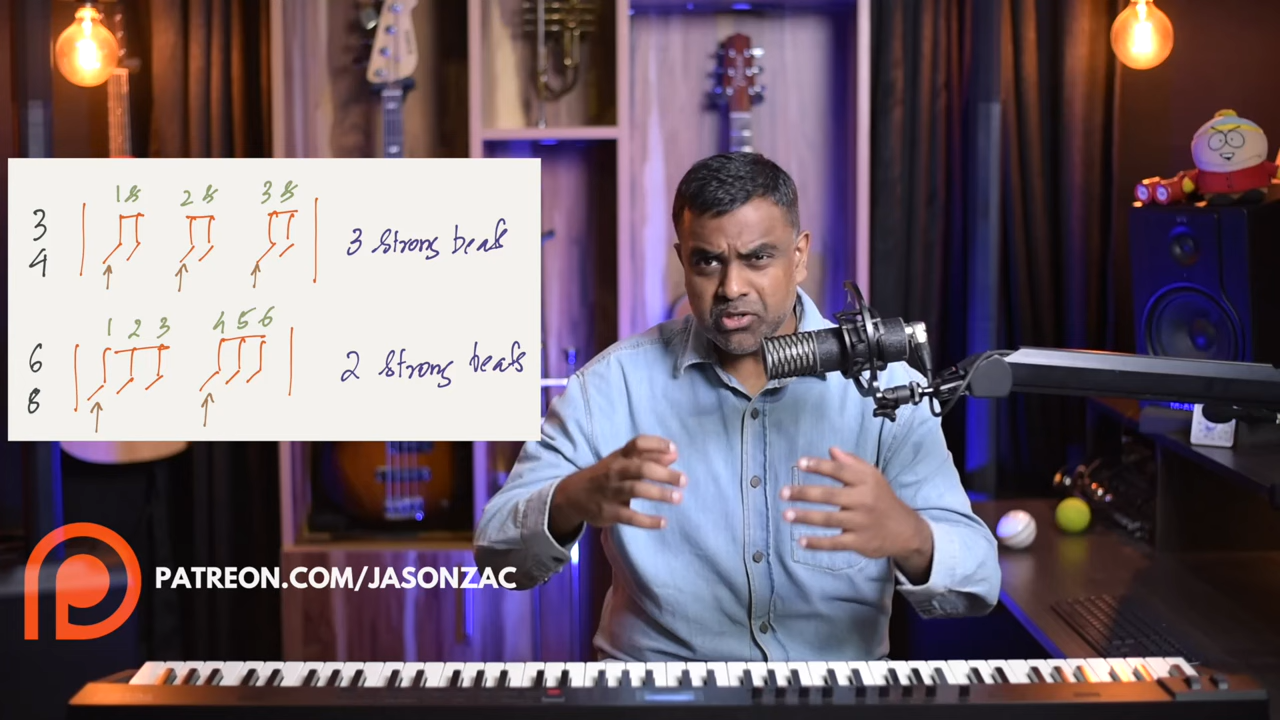 1 & 2 & 3 &
3
4
3 strong beats
1 2 3 4 5 6
6
8
2 strong beats
PATREON.COM/JASONZAC